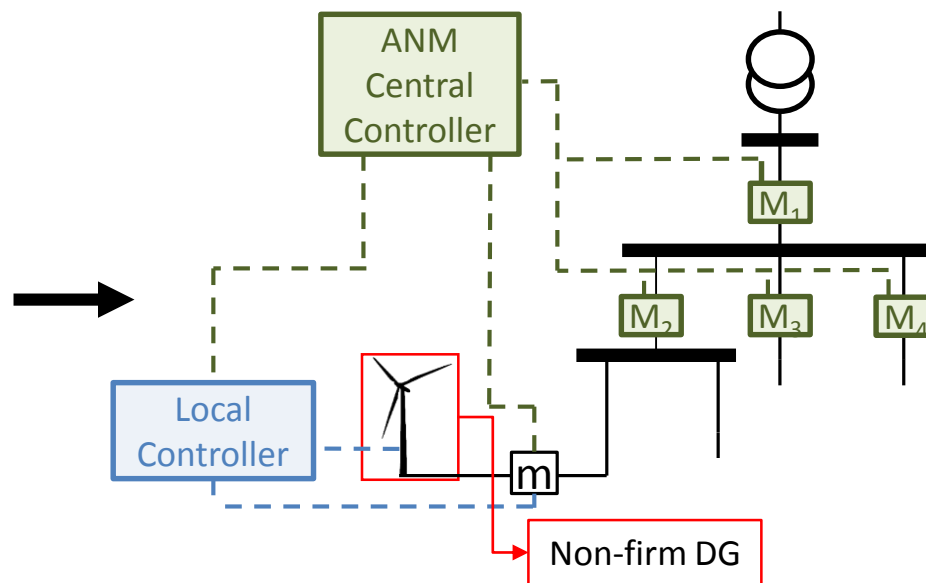 ANM
Central
Controller
M₁
M₂
M₃
M₄
Local
Controller
m
Non-firm DG